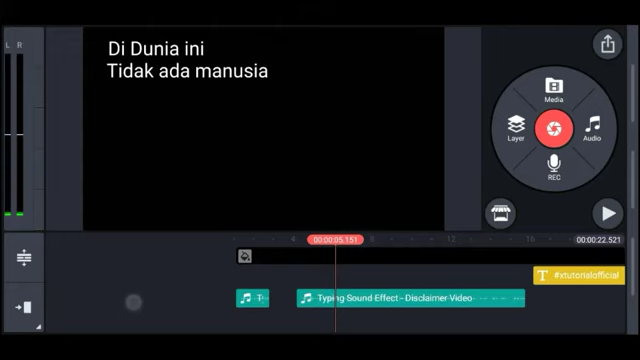 L R
Di Dunia ini
Tidak ada manusia
Media
Layer
Audio
REC
4
00:00:05.151
8
12
16
00:00:22.521
#xtutorialofficial
T
Typing Sound Effect - Disclaimer Video